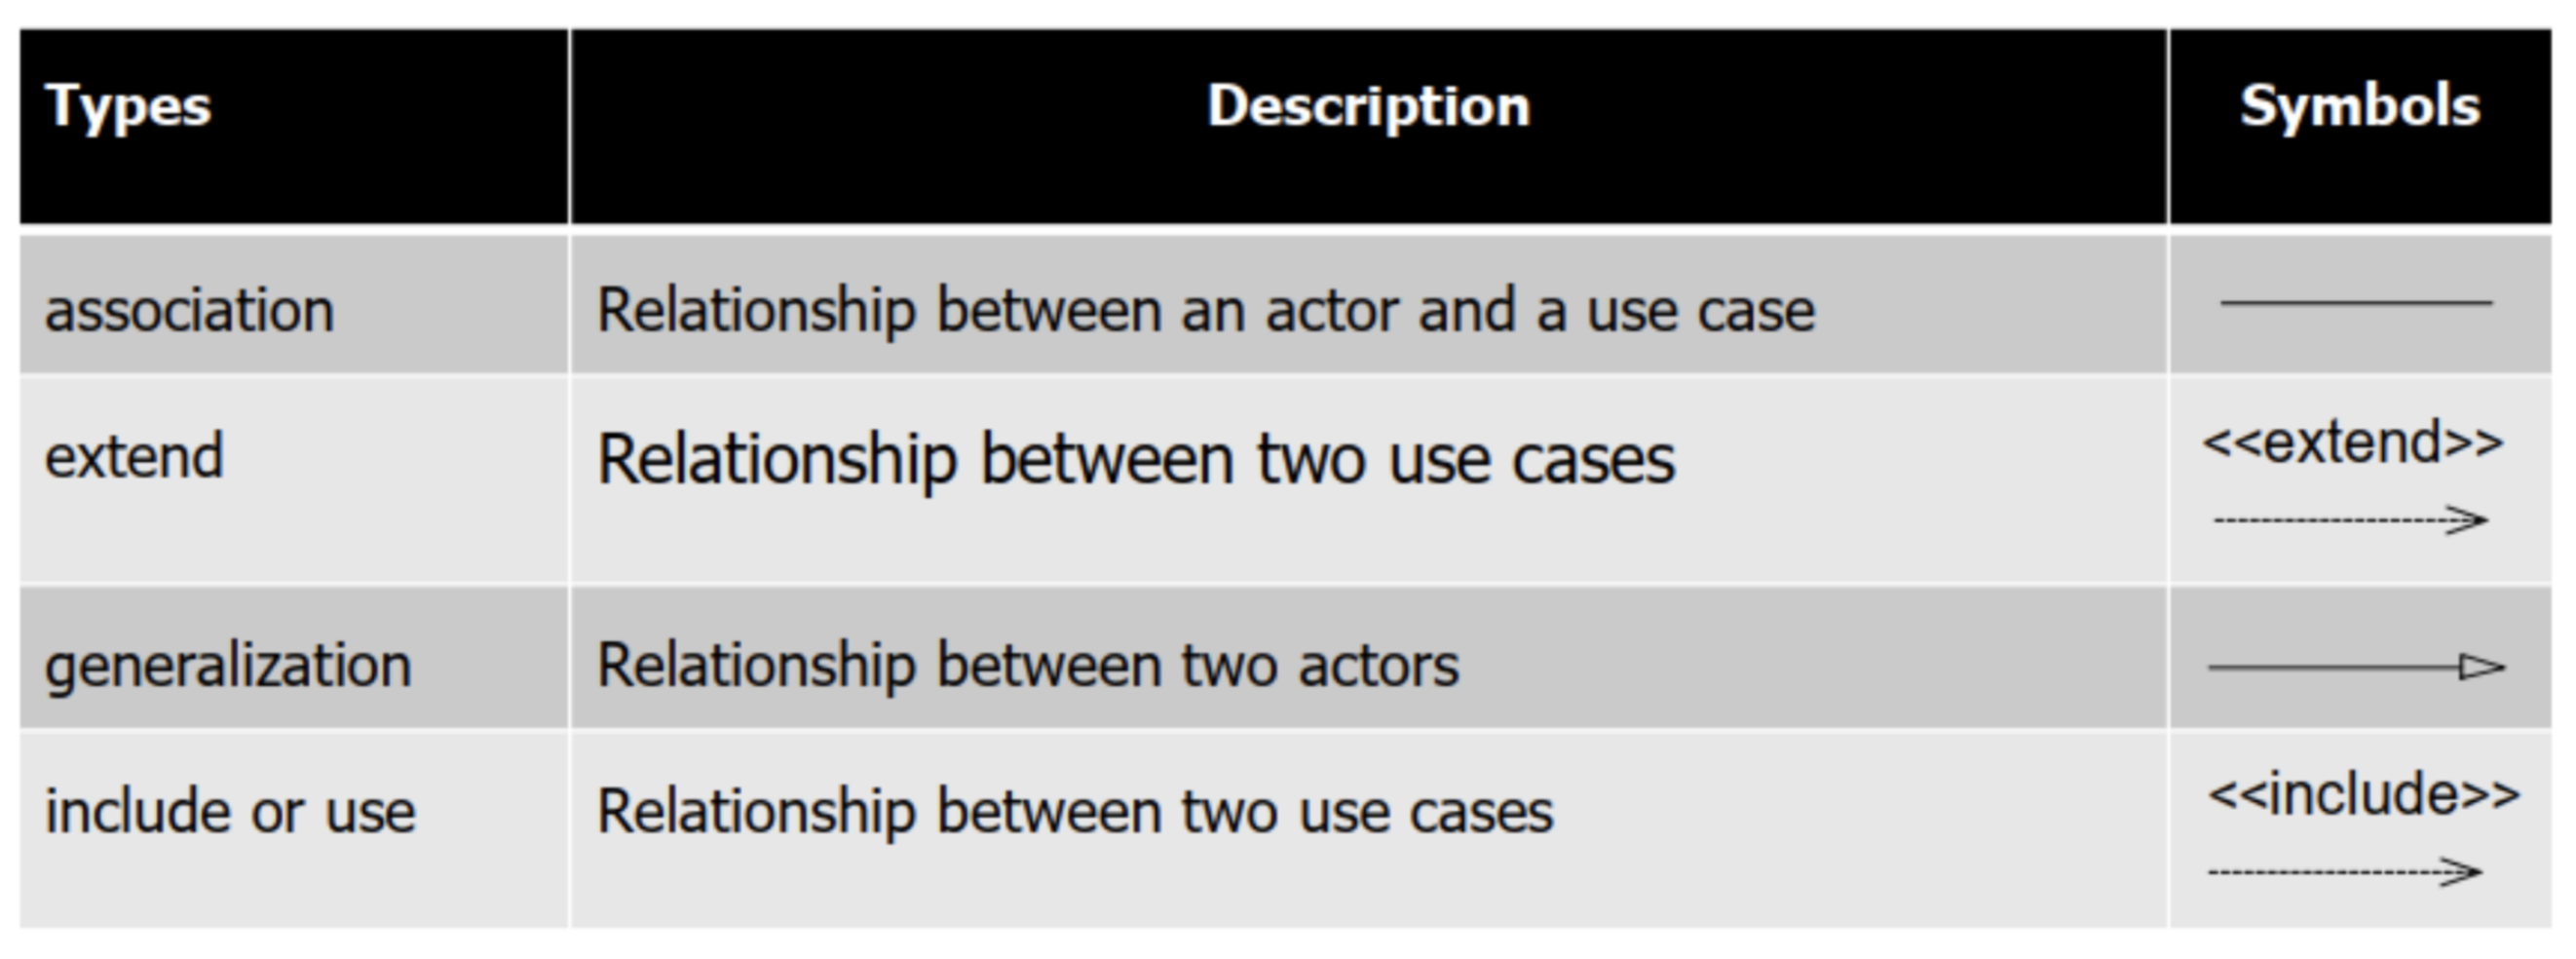 Types Description Symbols
association Relationship between an actor and a use case
extend Relationship between two use cases <<extend>>
generalization Relationship between two actors
include or use Relationship between two use cases <<include>>